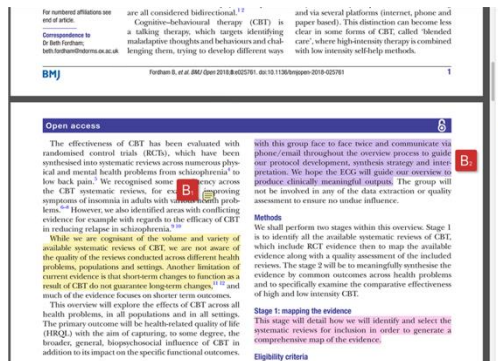 For numbered affiliations see
end of article.
Correspondence to
Dr Beth Fordham;
beth.fordham@ndorms.ox.ac.uk
are all considered bidirectional.1 2
Cognitive–behavioural therapy (CBT) is
a talking therapy, which targets identifying
maladaptive thoughts and behaviours and chal-
lenging them, trying to develop different ways
and via several platforms (internet, phone and
paper based). This distinction can become less
clear in some forms of CBT, called 'blended
care', where high-intensity therapy is combined
with low intensity self-help methods.
BMJ
Fordham B, et al. BMJ Open 2018;8:e025761. doi:10.1136/bmjopen-2018-025761
1
Open access
The effectiveness of CBT has been evaluated with
randomised control trials (RCTs), which have been
synthesised into systematic reviews across numerous phys-
ical and mental health problems from schizophrenia4 to
low back pain.5 We recognised some ency across
the CBT systematic reviews, for ex improving
symptoms of insomnia in adults with various health prob-
lems.6–8 However, we also identified areas with conflicting
evidence for example with regards to the efficacy of CBT
in reducing relapse in schizophrenia.9 10
While we are cognisant of the volume and variety of
available systematic reviews of CBT, we are not aware of
the quality of the reviews conducted across different health
problems, populations and settings. Another limitation of
current evidence is that short-term changes to function as a
result of CBT do not guarantee long-term changes,11 12 and
much of the evidence focuses on shorter term outcomes.
This overview will explore the effects of CBT across all
health problems, in all populations and in all settings.
The primary outcome will be health-related quality of life
(HRQL) with the aim of capturing, to some degree, the
broader, general, biopsychosocial influence of CBT in
addition to its impact on the specific functional outcomes.
B1
with this group face to face twice and communicate via
phone/email throughout the overview process to guide
our protocol development, synthesis strategy and inter-
pretation. We hope the ECG will guide our overview to
produce clinically meaningful outputs. The group will
not be involved in any of the data extraction or quality
assessment to ensure no undue influence.
B2
Methods
We shall perform two stages within this overview. Stage 1
is to identify all the available systematic reviews of CBT,
which include RCT evidence then to map the available
evidence along with a quality assessment of the included
reviews. The stage 2 will be to meaningfully synthesise the
evidence by common outcomes across health problems
and to specifically examine the comparative effectiveness
of high and low intensity CBT.
Stage 1: mapping the evidence
This stage will detail how we will identify and select the
systematic reviews for inclusion in order to generate a
comprehensive map of the evidence.
Eligibility criteria